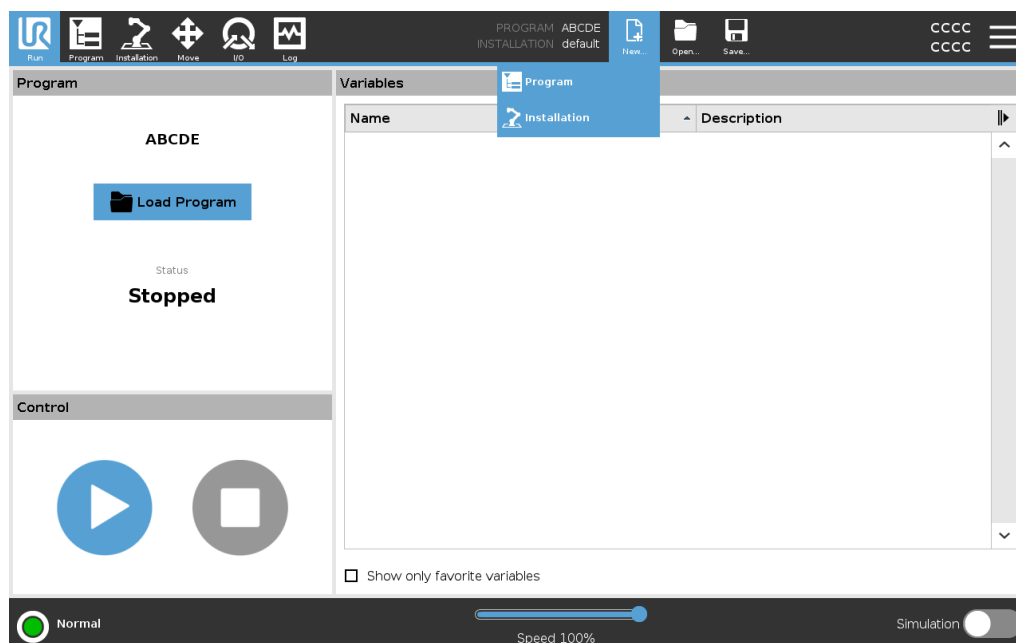 UR
Run
Program
Installation
Move
I/O
Log
PROGRAM ABCDE
INSTALLATION default
New...
Open...
Save...
CCCC
CCCC
Program
Installation
Program
ABCDE
Load Program
Status
Stopped
Control
Variables
Name
Description
Show only favorite variables
Normal
Speed 100%
Simulation